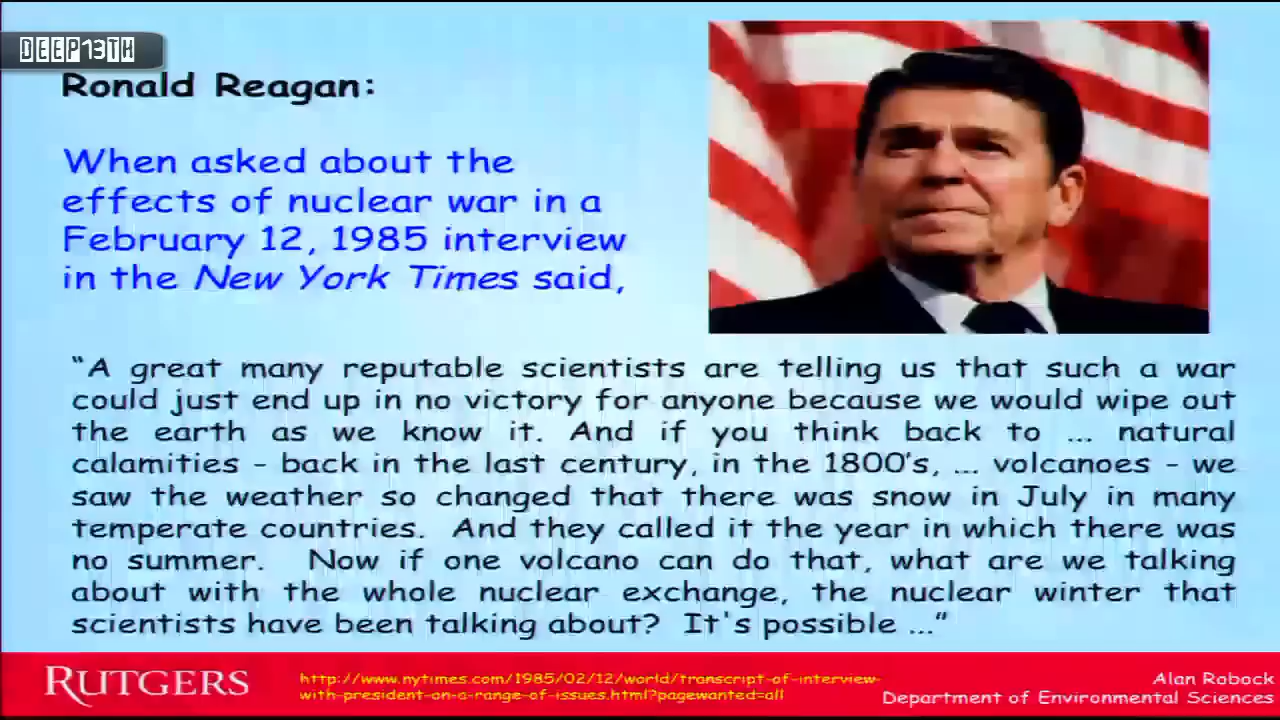 DEEP13TH
Ronald Reagan:
When asked about the
effects of nuclear war in a
February 12, 1985 interview
in the New York Times said,
“A great many reputable scientists are telling us that such a war
could just end up in no victory for anyone because we would wipe out
the earth as we know it. And if you think back to ... natural
calamities - back in the last century, in the 1800's, ... volcanoes - we
saw the weather so changed that there was snow in July in many
temperate countries. And they called it the year in which there was
no summer. Now if one volcano can do that, what are we talking
about with the whole nuclear exchange, the nuclear winter that
scientists have been talking about? It's possible ...”
RUTGERS
http://www.nytimes.com/1985/02/12/world/transcript-of-interview-
with-president-on-a-range-of-issues.html?pagewanted=all
Alan Robock
Department of Environmental Sciences